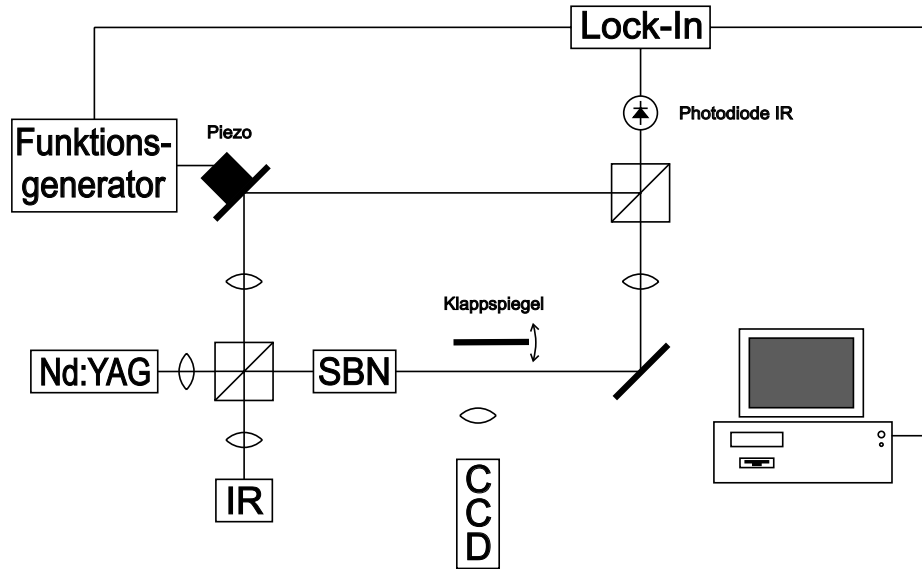 Lock-In
Photodiode IR
Piezo
Funktions-
generator
Klappspiegel
Nd:YAG
SBN
IR
C
C
D